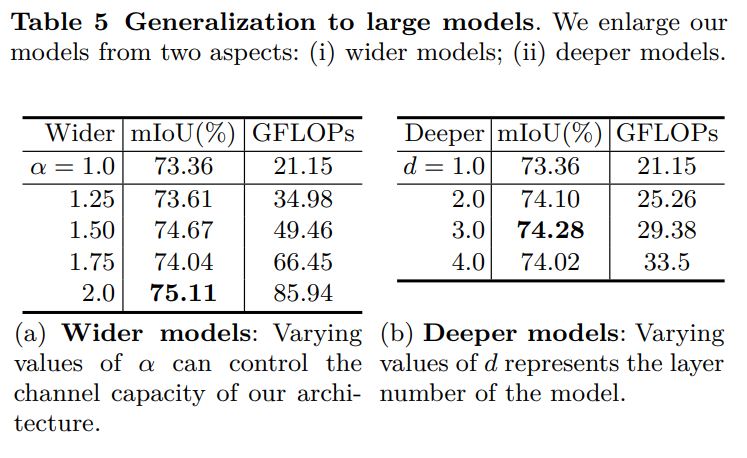 Table 5 Generalization to large models. We enlarge our
models from two aspects: (i) wider models; (ii) deeper models.
Wider mIoU(%) GFLOPs
α = 1.0 73.36 21.15
1.25 73.61 34.98
1.50 74.67 49.46
1.75 74.04 66.45
2.0 75.11 85.94
(a) Wider models: Varying
values of α can control the
channel capacity of our archi-
tecture.
Deeper mIoU(%) GFLOPs
d = 1.0 73.36 21.15
2.0 74.10 25.26
3.0 74.28 29.38
4.0 74.02 33.5
(b) Deeper models: Varying
values of d represents the layer
number of the model.